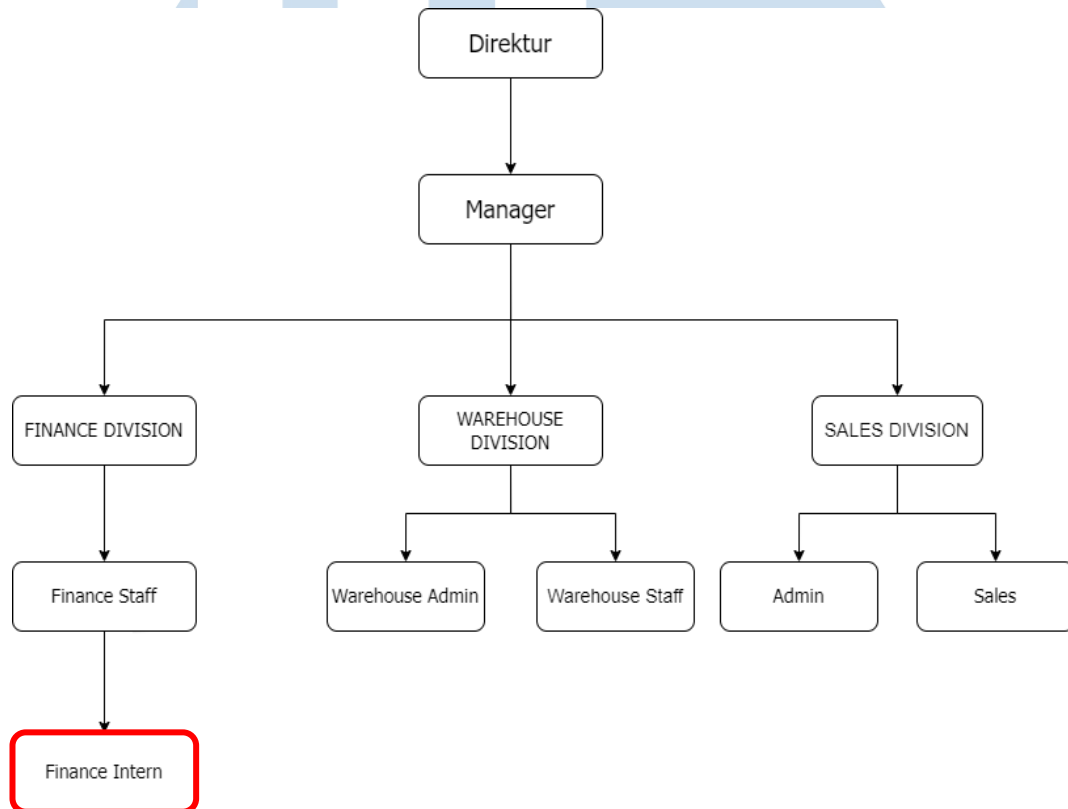 Direktur
Manager
FINANCE DIVISION
WAREHOUSE
DIVISION
SALES DIVISION
Finance Staff
Warehouse Admin
Warehouse Staff
Admin
Sales
Finance Intern